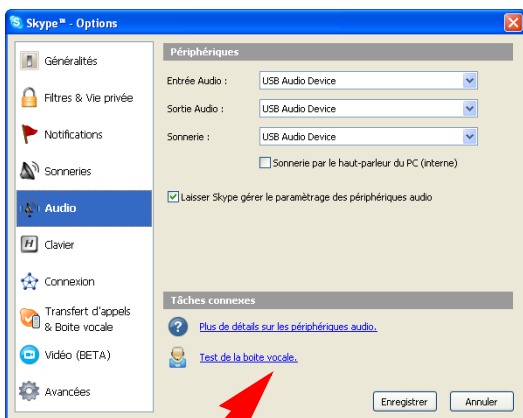 Skype™ - Options
Généralités
Filtres & Vie privée
Notifications
Sonneries
Audio
Clavier
Connexion
Transfert d'appels
& Boite vocale
Vidéo (BETA)
Avancées
Périphériques
Entrée Audio : USB Audio Device
Sortie Audio : USB Audio Device
Sonnerie : USB Audio Device
Sonnerie par le haut-parleur du PC (interne)
Laisser Skype gérer le paramètrage des périphériques audio
Tâches connexes
Plus de détails sur les périphériques audio.
Test de la boite vocale.
Enregistrer Annuler